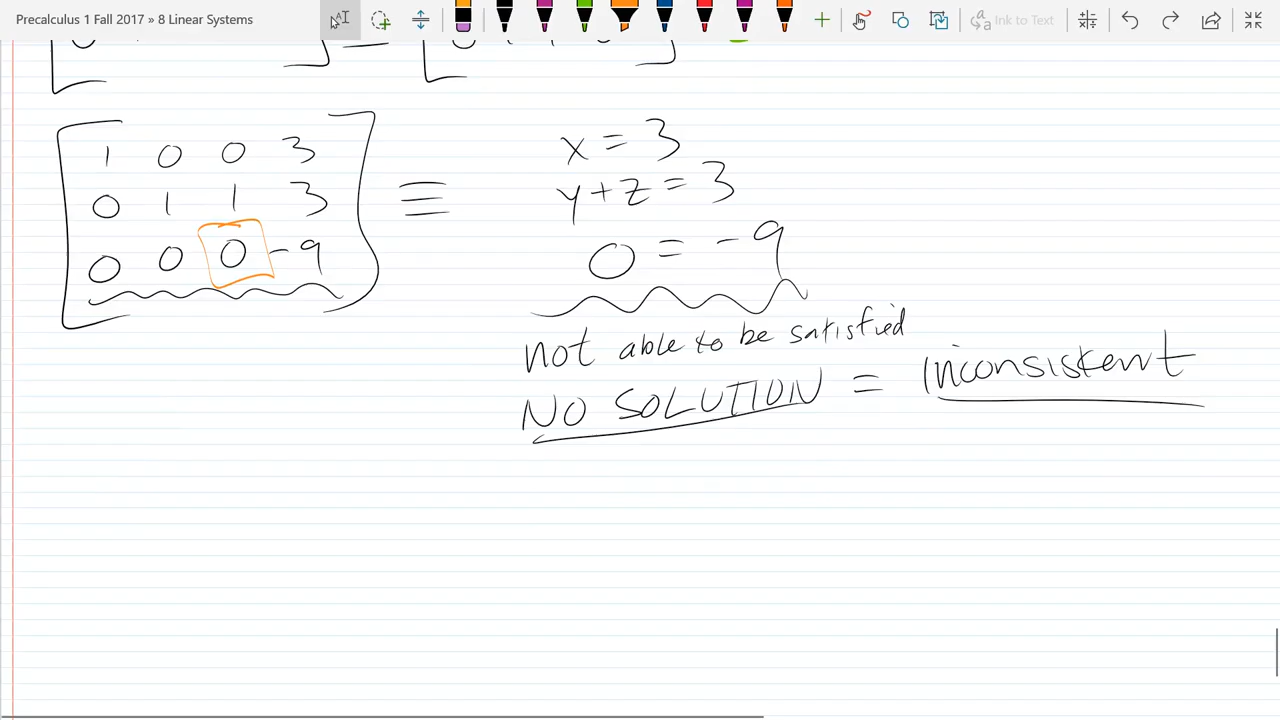 Precalculus 1 Fall 2017 » 8 Linear Systems
Ink to Text
1 0 0 3
0 1 1 3
0 0 0 -9
≡
x = 3
y+z = 3
0 = -9
not able to be satisfied
NO SOLUTION = inconsistent